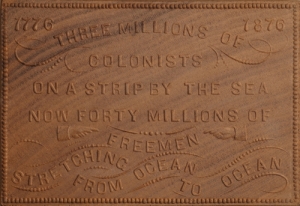 1776 1876
THREE MILLIONS OF
COLONISTS
ON A STRIP BY THE SEA
NOW FORTY MILLIONS OF
FREEMEN
STRETCHING FROM OCEAN TO OCEAN